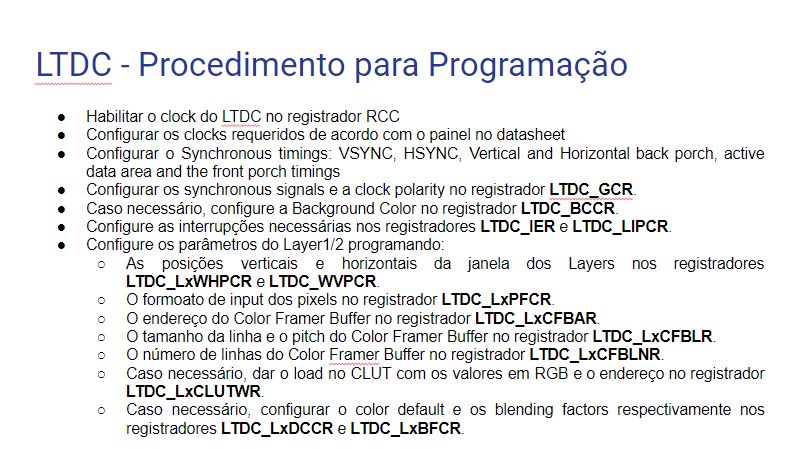 LTDC - Procedimento para Programação
● Habilitar o clock do LTDC no registrador RCC
● Configurar os clocks requeridos de acordo com o painel no datasheet
● Configurar o Synchronous timings: VSYNC, HSYNC, Vertical and Horizontal back porch, active
data area and the front porch timings
● Configurar os synchronous signals e a clock polarity no registrador LTDC_GCR.
● Caso necessário, configure a Background Color no registrador LTDC_BCCR.
● Configure as interrupções necessárias nos registradores LTDC_IER e LTDC_LIPCR.
● Configure os parâmetros do Layer1/2 programando:
○ As posições verticais e horizontais da janela dos Layers nos registradores
LTDC_LxWHPCR e LTDC_WVPCR.
○ O formoato de input dos pixels no registrador LTDC_LxPFCR.
○ O endereço do Color Framer Buffer no registrador LTDC_LxCFBAR.
○ O tamanho da linha e o pitch do Color Framer Buffer no registrador LTDC_LxCFBLR.
○ O número de linhas do Color Framer Buffer no registrador LTDC_LxCFBLNR.
○ Caso necessário, dar o load no CLUT com os valores em RGB e o endereço no registrador
LTDC_LxCLUTWR.
○ Caso necessário, configurar o color default e os blending factors respectivamente nos
registradores LTDC_LxDCCR e LTDC_LxBFCR.